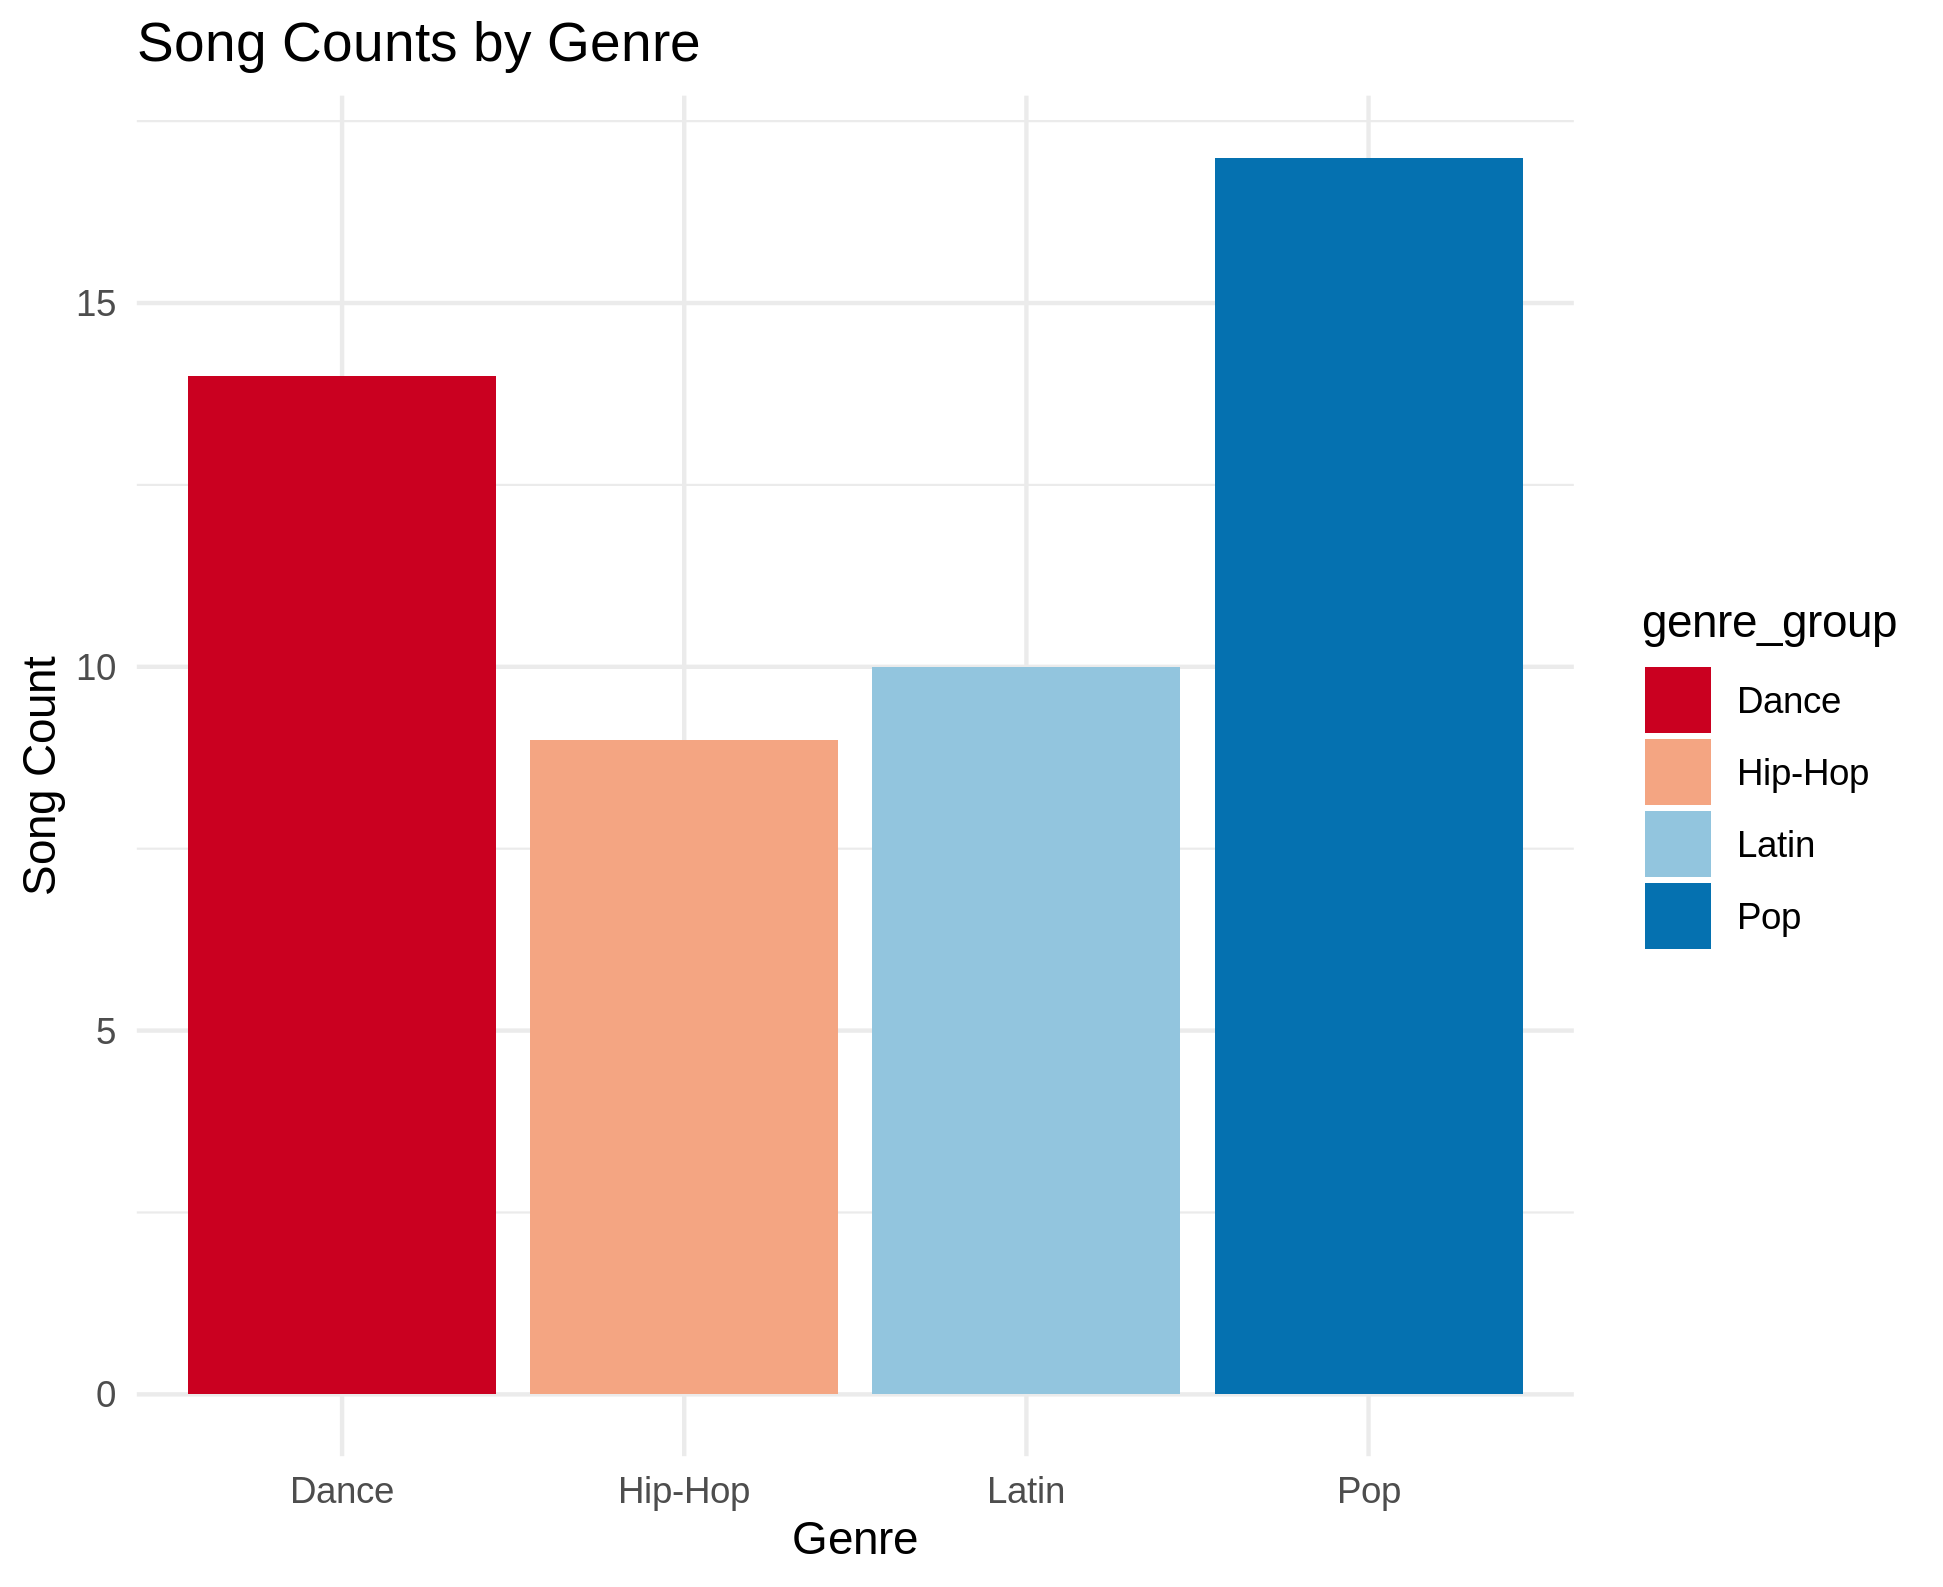 Song Counts by Genre
Song Count
15
10
5
0
Dance
Hip-Hop
Latin
Pop
Genre
genre_group
Dance
Hip-Hop
Latin
Pop